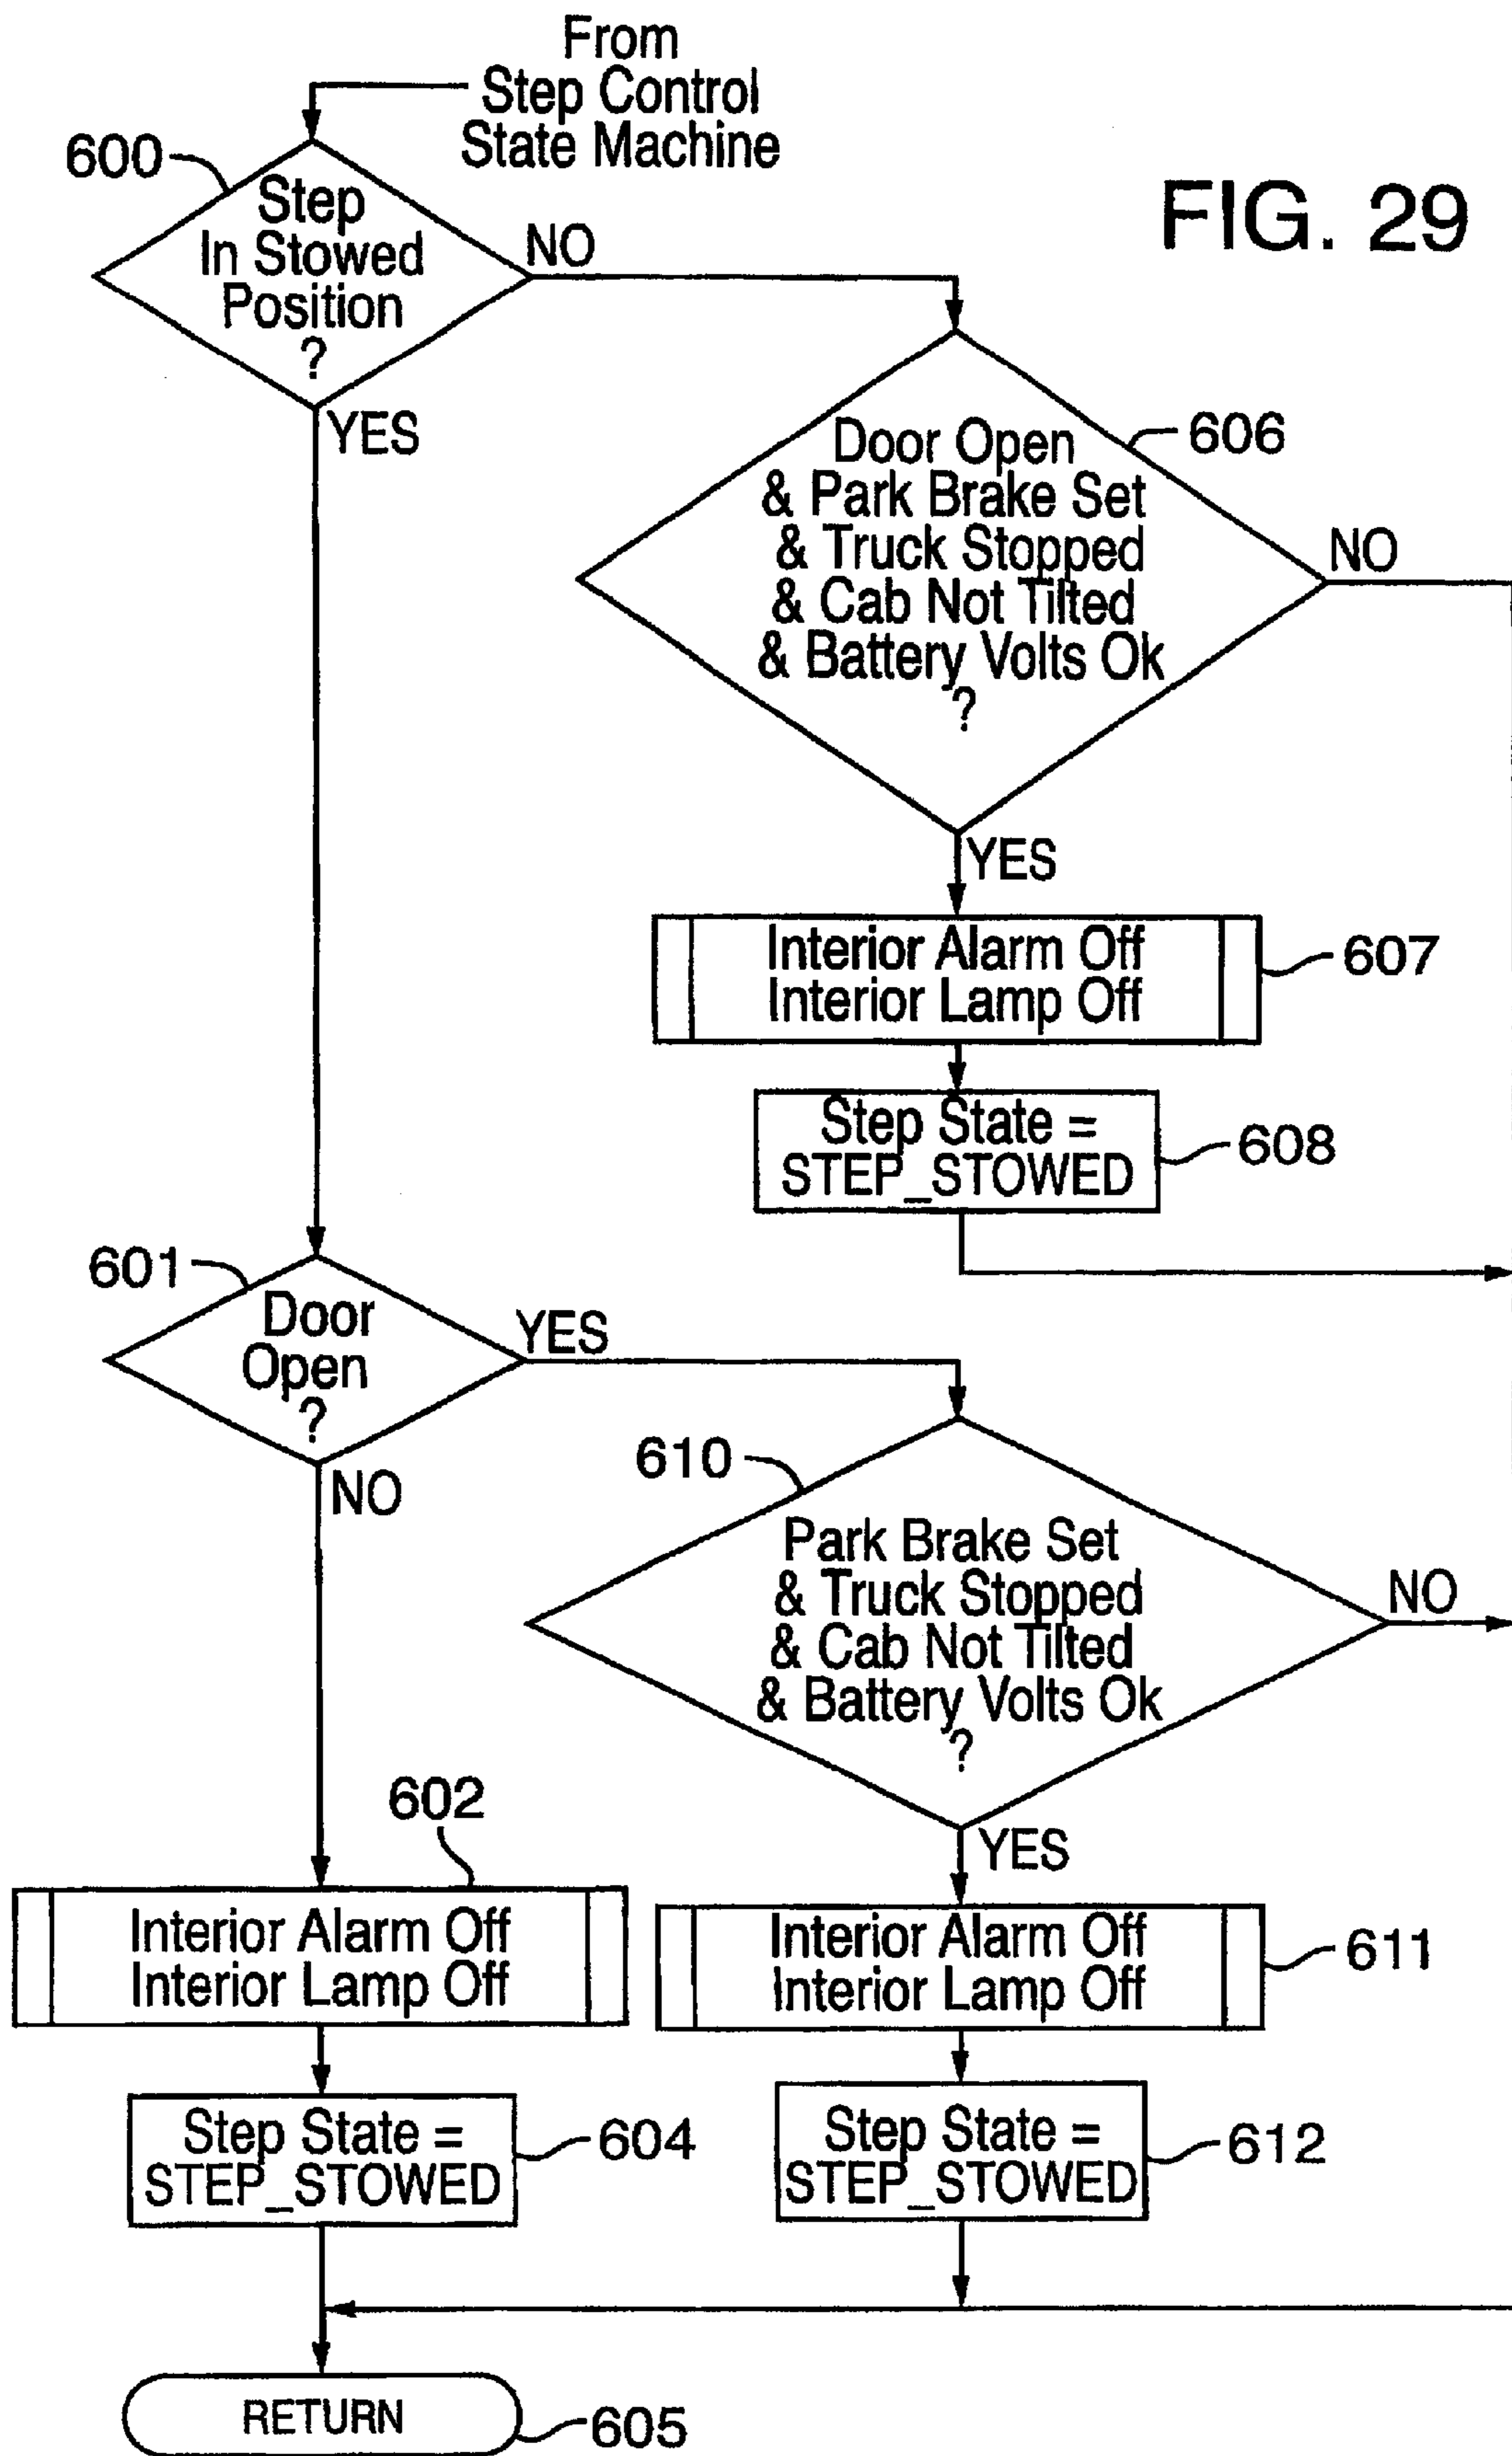 From
Step Control
State Machine
FIG. 29
600
Step
In Stowed
Position
?
NO
YES
606
Door Open
& Park Brake Set
& Truck Stopped
& Cab Not Tilted
& Battery Volts Ok
?
NO
YES
Interior Alarm Off
Interior Lamp Off
607
Step State =
STEP_STOWED
608
601
Door
Open
?
YES
NO
610
Park Brake Set
& Truck Stopped
& Cab Not Tilted
& Battery Volts Ok
?
NO
YES
602
Interior Alarm Off
Interior Lamp Off
Interior Alarm Off
Interior Lamp Off
611
Step State =
STEP_STOWED
604
Step State =
STEP_STOWED
612
RETURN
605